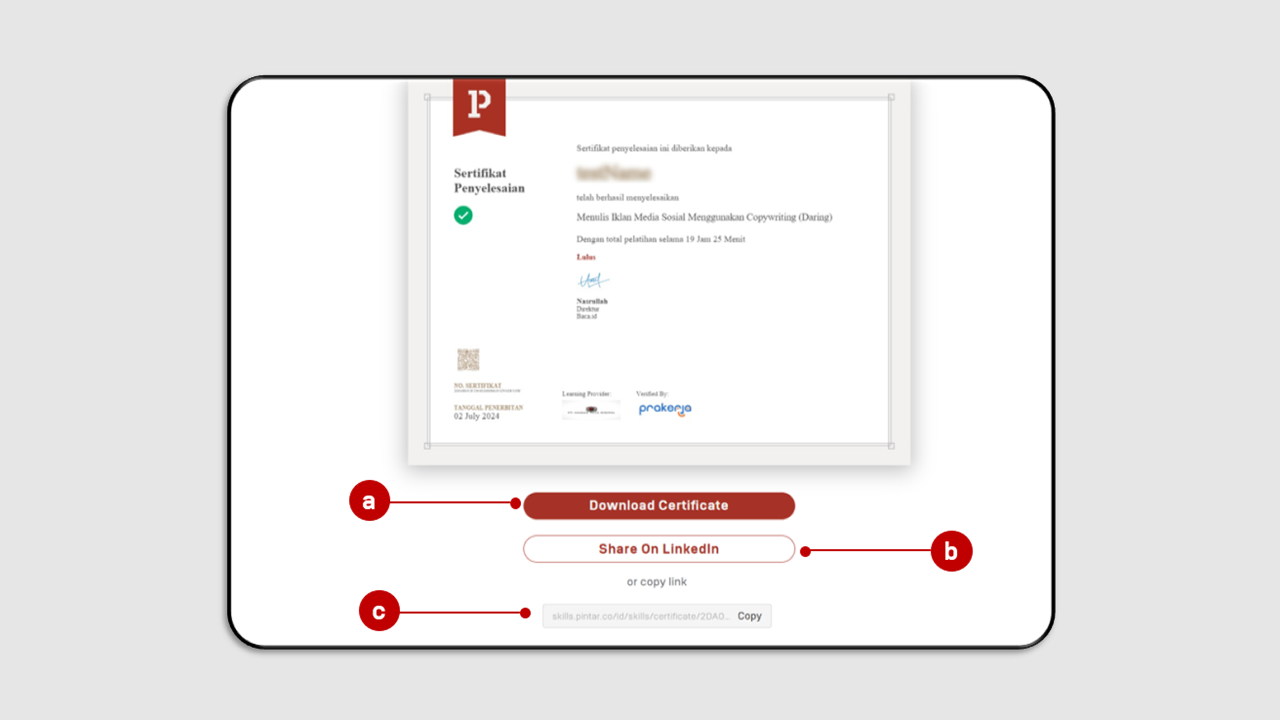 P
Sertifikat
Penyelesaian
Sertifikat penyelesaian ini diberikan kepada
testName
telah berhasil menyelesaikan
Menulis Iklan Media Sosial Menggunakan Copywriting (Daring)
Dengan total pelatihan selama 19 Jam 25 Menit
Lulus
Nasrullah
Direktur
Baca.id
NO. SERTIFIKAT
TANGGAL PENERBITAN
02 July 2024
Learning Provider:
Verified By:
prakerja
a
Download Certificate
Share On LinkedIn
b
or copy link
c
skills.pintar.co/id/skills/certificate/2DA0...
Copy